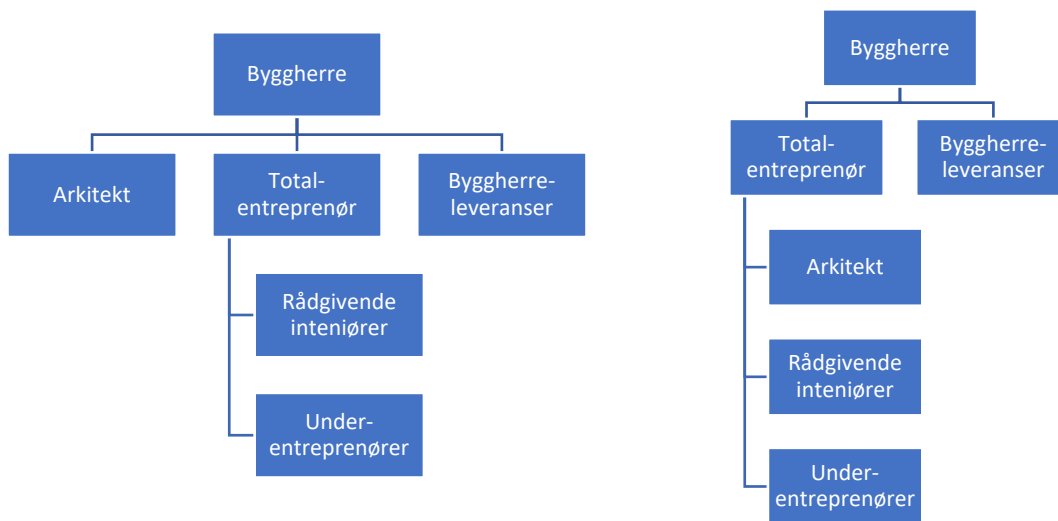 Byggherre
Arkitekt
Total-
entreprenør
Byggherre-
leveranser
Rådgivende
inteniører
Under-
entreprenører
Byggherre
Total-
entreprenør
Byggherre-
leveranser
Arkitekt
Rådgivende
inteniører
Under-
entreprenører